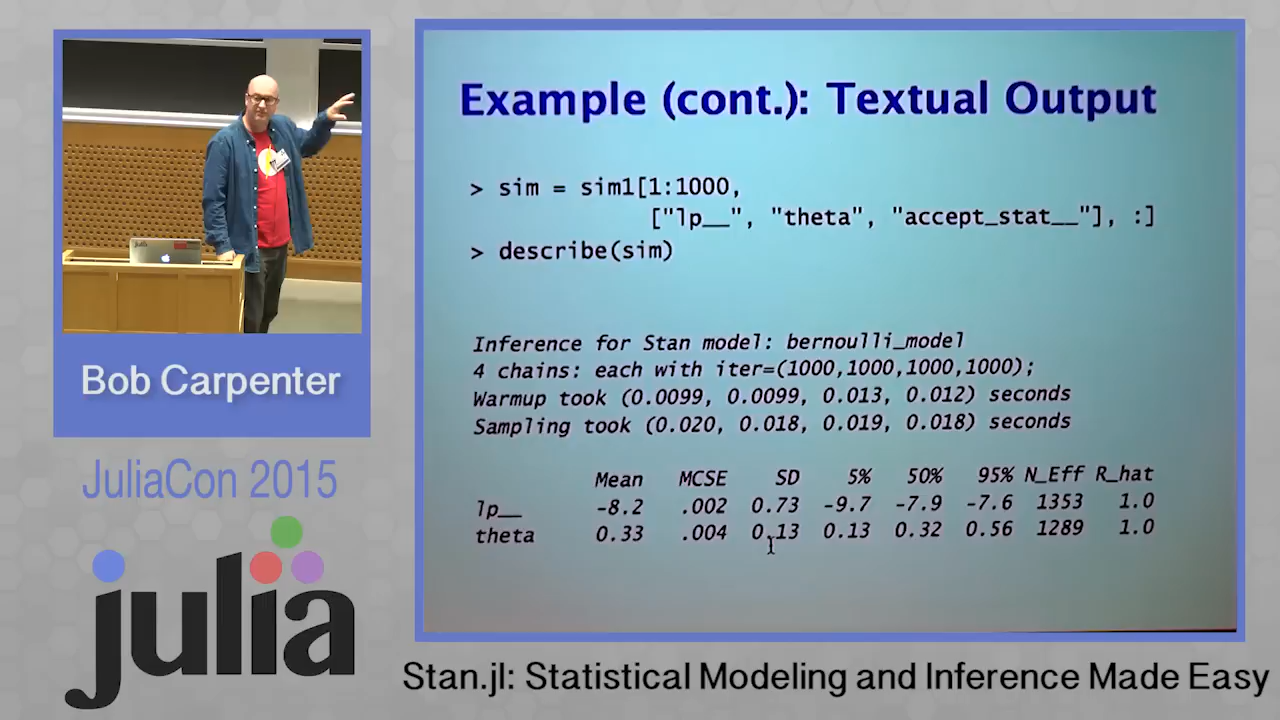 Example (cont.): Textual Output
> sim = sim1[1:1000,
["lp__", "theta", "accept_stat__"], :]
> describe(sim)
Inference for Stan model: bernoulli_model
4 chains: each with iter=(1000,1000,1000,1000);
Warmup took (0.0099, 0.0099, 0.013, 0.012) seconds
Sampling took (0.020, 0.018, 0.019, 0.018) seconds
Mean MCSE SD 5% 50% 95% N_Eff R_hat
lp__ -8.2 .002 0.73 -9.7 -7.9 -7.6 1353 1.0
theta 0.33 .004 0.13 0.13 0.32 0.56 1289 1.0
Bob Carpenter
JuliaCon 2015
julia
Stan.jl: Statistical Modeling and Inference Made Easy